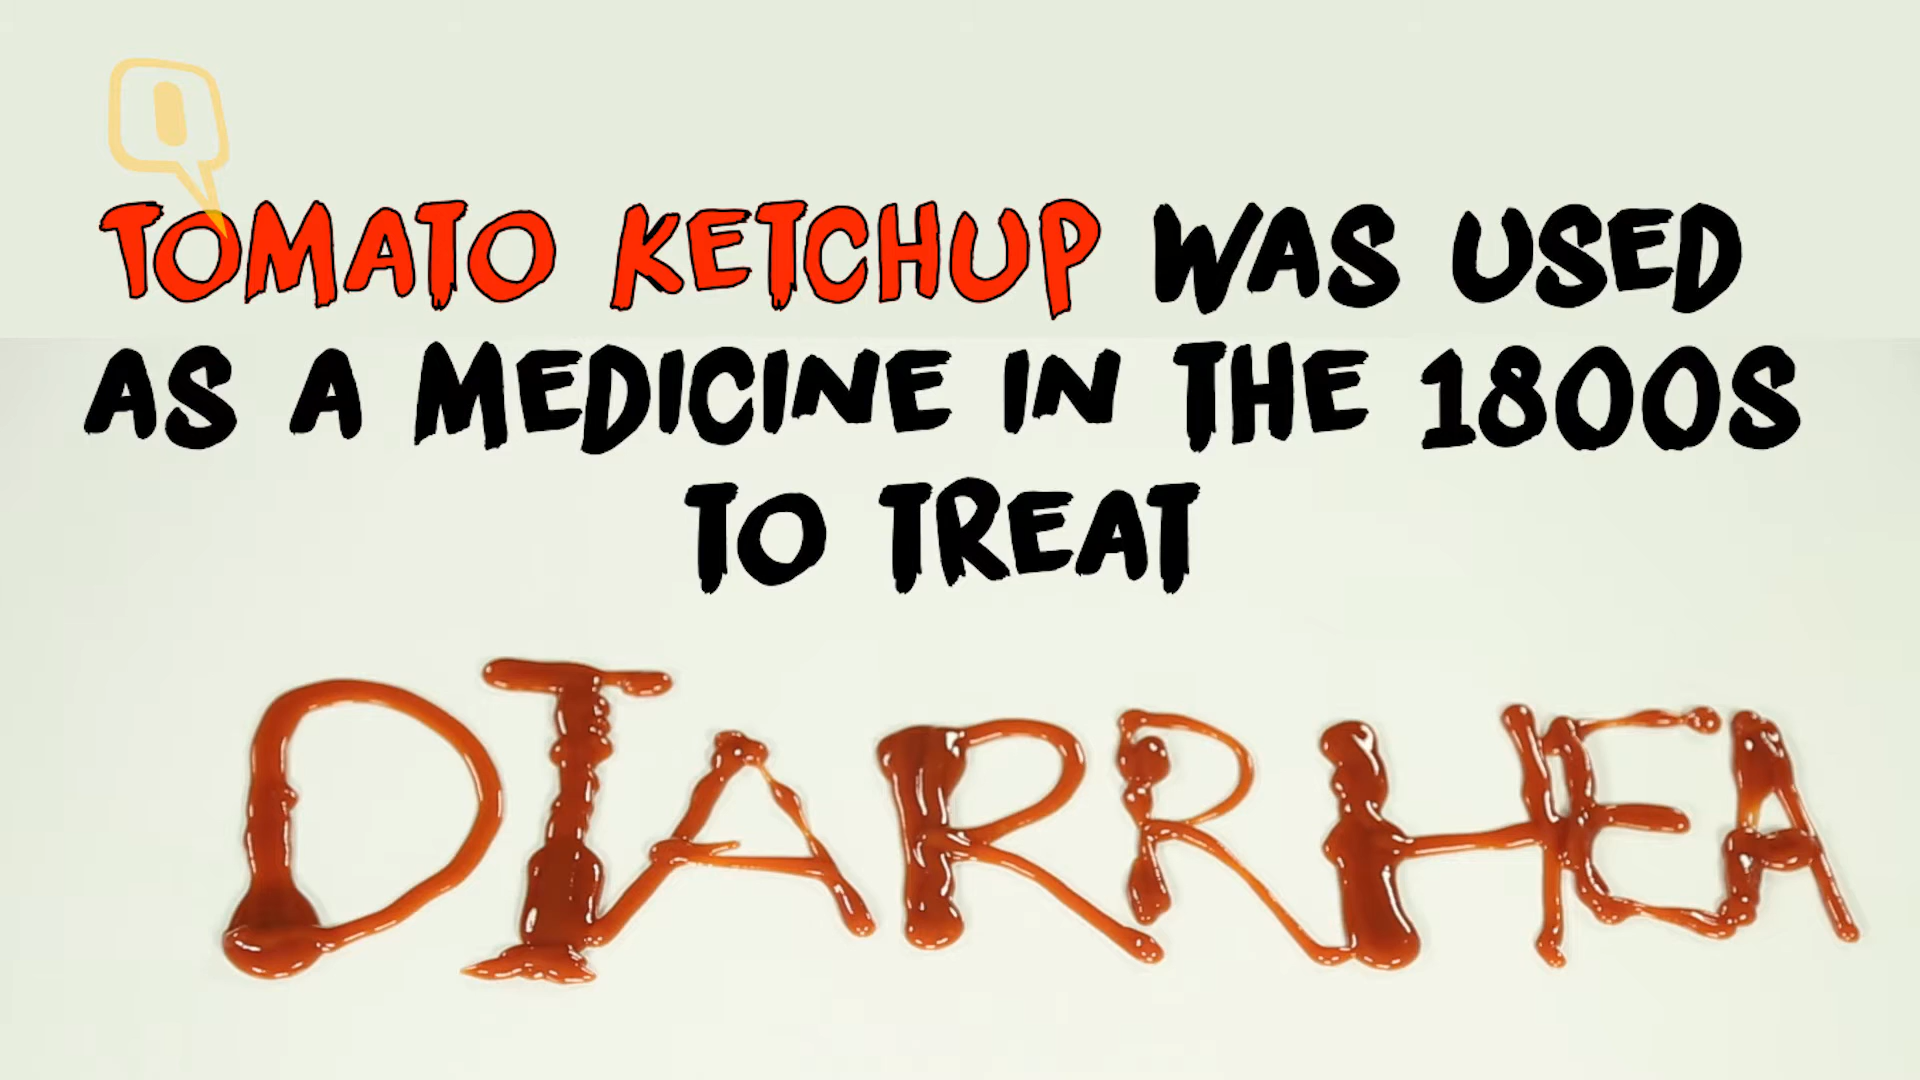 TOMATO KETCHUP WAS USED
AS A MEDICINE IN THE 1800S
TO TREAT
DIARRHEA